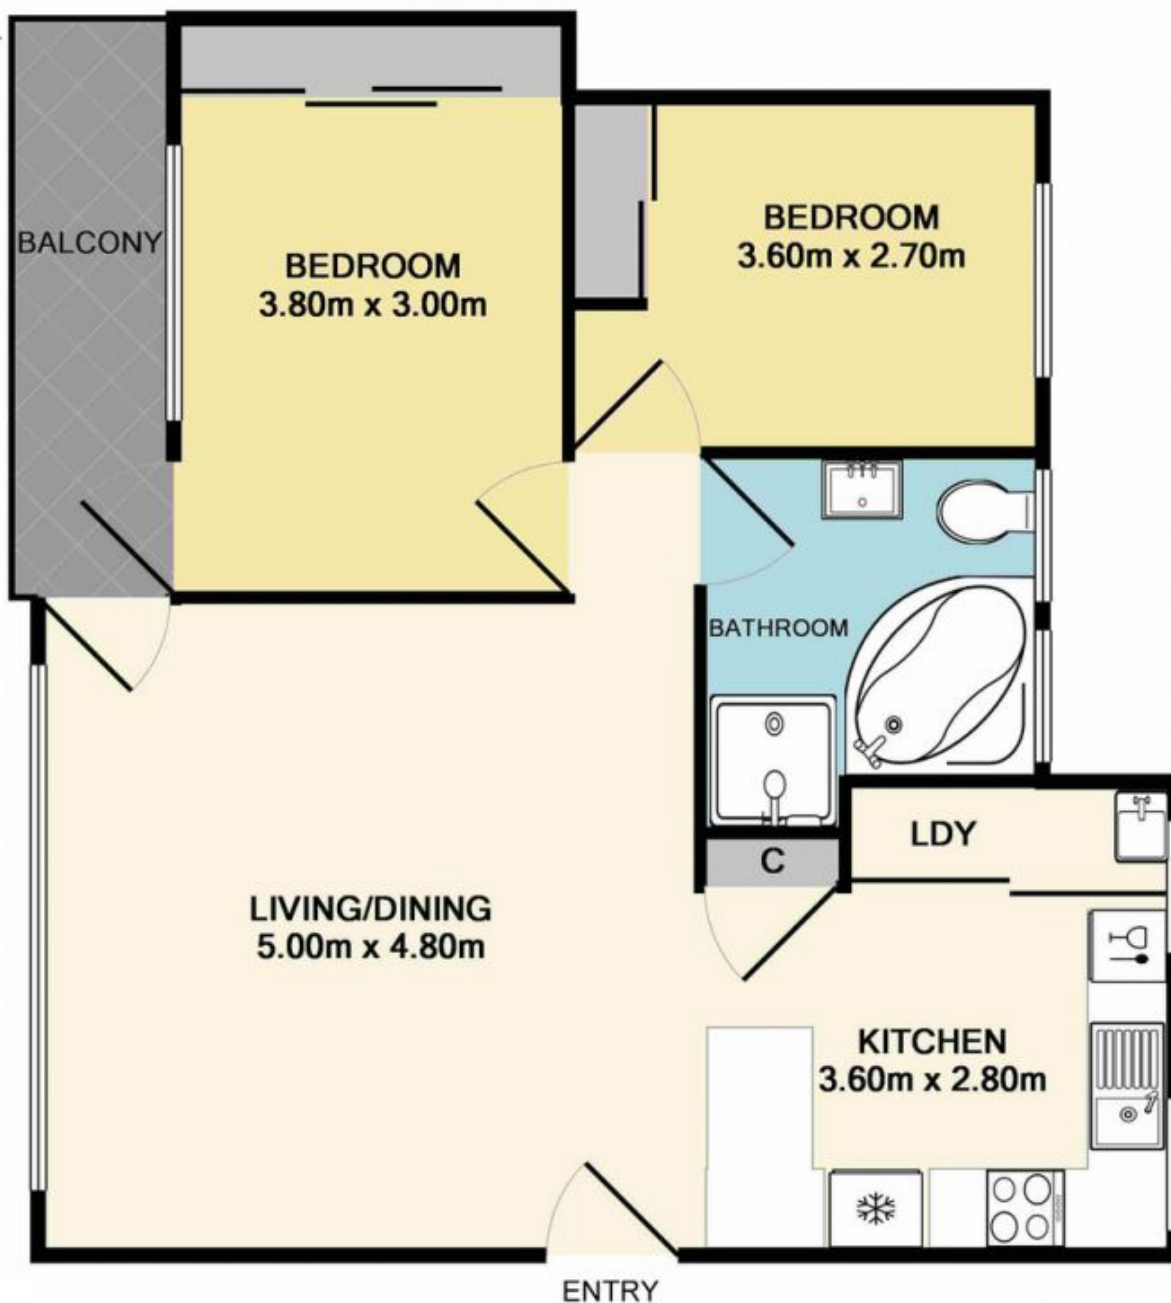 BALCONY
BEDROOM
3.80m x 3.00m
BEDROOM
3.60m x 2.70m
BATHROOM
C
LDY
LIVING/DINING
5.00m x 4.80m
KITCHEN
3.60m x 2.80m
ENTRY